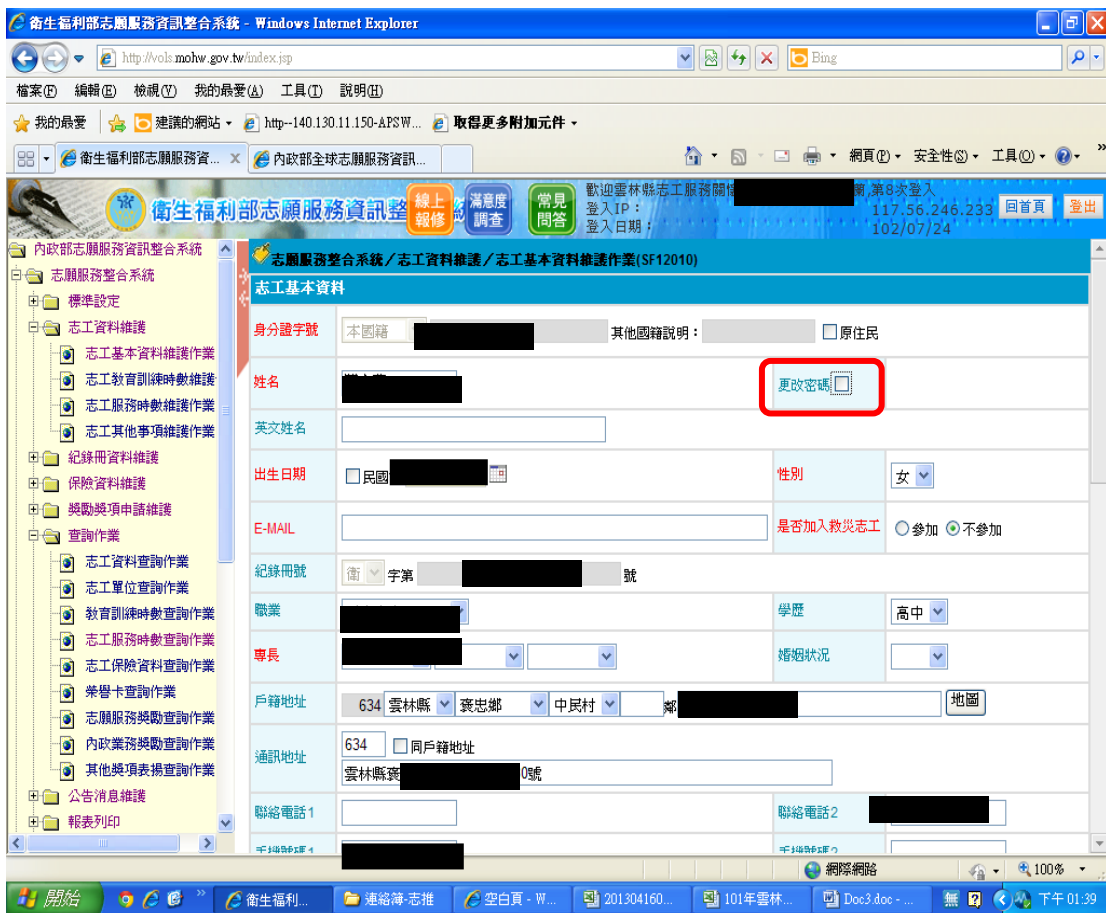 衛生福利部志願服務資訊整合系統 - Windows Internet Explorer
http://vols.mohw.gov.tw/index.jsp
Bing
檔案(F) 編輯(E) 檢視(V) 我的最愛(A) 工具(T) 說明(H)
我的最愛 建議的網站 http--140.130.11.150-APSW... 取得更多附加元件
衛生福利部志願服務資... 內政部全球志願服務資訊... 網頁(P) 安全性(S) 工具(O)
衛生福利部志願服務資訊整
線上報修
滿意度調查
常見問答
歡迎雲林縣志工服務關懷 第8次登入
登入IP： 117.56.246.233
登入日期： 102/07/24
回首頁 登出
內政部志願服務資訊整合系統
志願服務整合系統
標準設定
志工資料維護
志工基本資料維護作業
志工教育訓練時數維護
志工服務時數維護作業
志工其他事項維護作業
紀錄冊資料維護
保險資料維護
獎勵獎項申請維護
查詢作業
志工資料查詢作業
志工單位查詢作業
教育訓練時數查詢作業
志工服務時數查詢作業
志工保險資料查詢作業
榮譽卡查詢作業
志願服務獎勵查詢作業
內政業務獎勵查詢作業
其他獎項表揚查詢作業
公告消息維護
報表列印
志願服務整合系統／志工資料維護／志工基本資料維護作業(SF12010)
志工基本資料
身分證字號 本國籍 其他國籍說明： 原住民
姓名 更改密碼
英文姓名
出生日期 民國 性別 女
E-MAIL 是否加入救災志工 參加 不參加
紀錄冊號 衛 字第 號
職業 學歷 高中
專長 婚姻狀況
戶籍地址 634 雲林縣 褒忠鄉 中民村 鄰 地圖
通訊地址 634 同戶籍地址
雲林縣褒 0號
聯絡電話1 聯絡電話2
手機號碼1 手機號碼2
網際網路 100%
開始 衛生福利... 連絡簿-志推 空白頁 - W... 201304160... 101年雲林... Doc3.doc - ... 無 下午 01:39